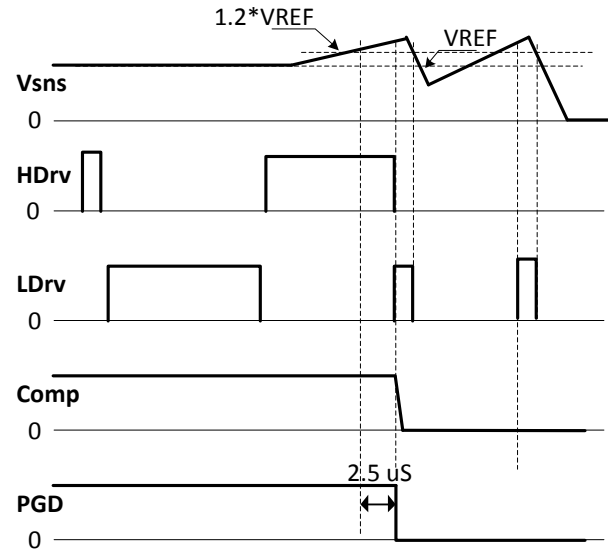 1.2*VREF
VREF
Vsns
0
HDrv
0
LDrv
0
Comp
0
2.5 uS
PGD
0